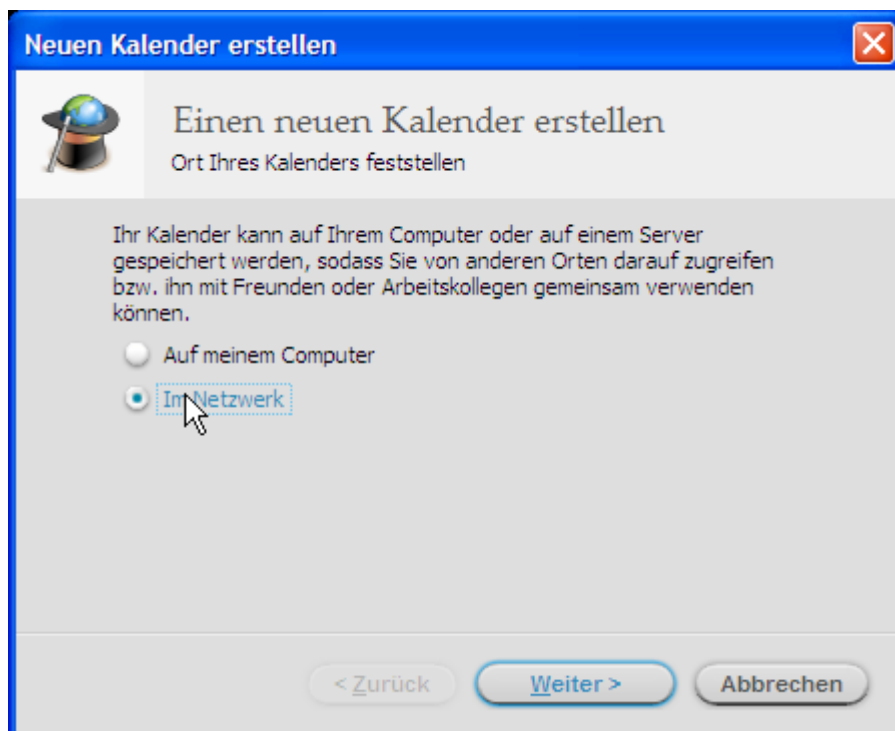 Neuen Kalender erstellen
Einen neuen Kalender erstellen
Ort Ihres Kalenders feststellen
Ihr Kalender kann auf Ihrem Computer oder auf einem Server
gespeichert werden, sodass Sie von anderen Orten darauf zugreifen
bzw. ihn mit Freunden oder Arbeitskollegen gemeinsam verwenden
können.
Auf meinem Computer
Im Netzwerk
< Zurück Weiter > Abbrechen